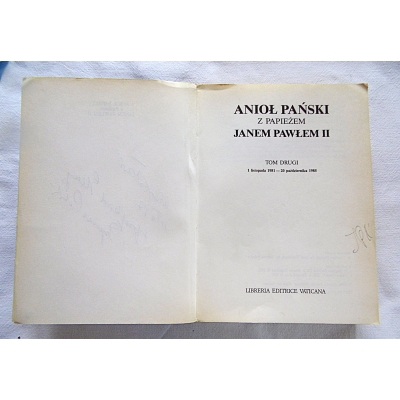 ANIOŁ PAŃSKI
Z PAPIEŻEM
JANEM PAWŁEM II
TOM DRUGI
1 listopada 1981 — 20 października 1985
LIBRERIA EDITRICE VATICANA